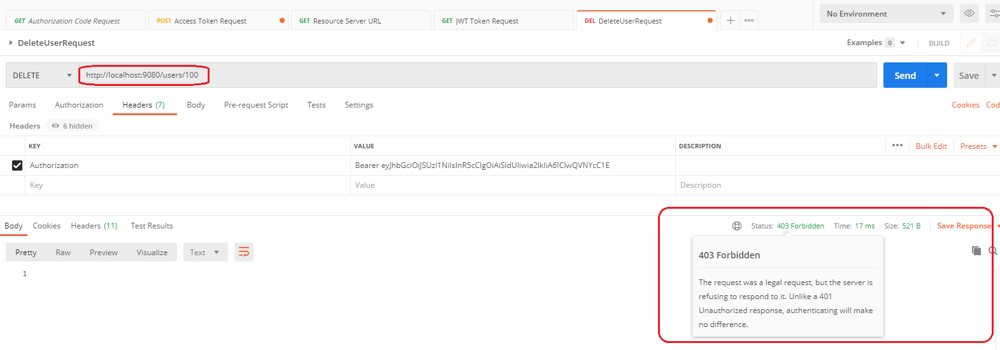 GET Authorization Code Request
POST Access Token Request
GET Resource Server URL
GET JWT Token Request
DEL DeleteUserRequest
No Environment
DeleteUserRequest
Examples 0
BUILD
DELETE
http://localhost:9080/users/100
Send
Save
Params Authorization Headers (7) Body Pre-request Script Tests Settings
Cookies Cod
Headers 6 hidden
KEY VALUE DESCRIPTION
Bulk Edit Presets
Authorization Bearer
Key Value Description
Body Cookies Headers (11) Test Results
Status: 403 Forbidden Time: 17 ms Size: 521 B Save Response
Pretty Raw Preview Visualize Text
403 Forbidden
1
The request was a legal request, but the server is
refusing to respond to it. Unlike a 401
Unauthorized response, authenticating will make
no difference.